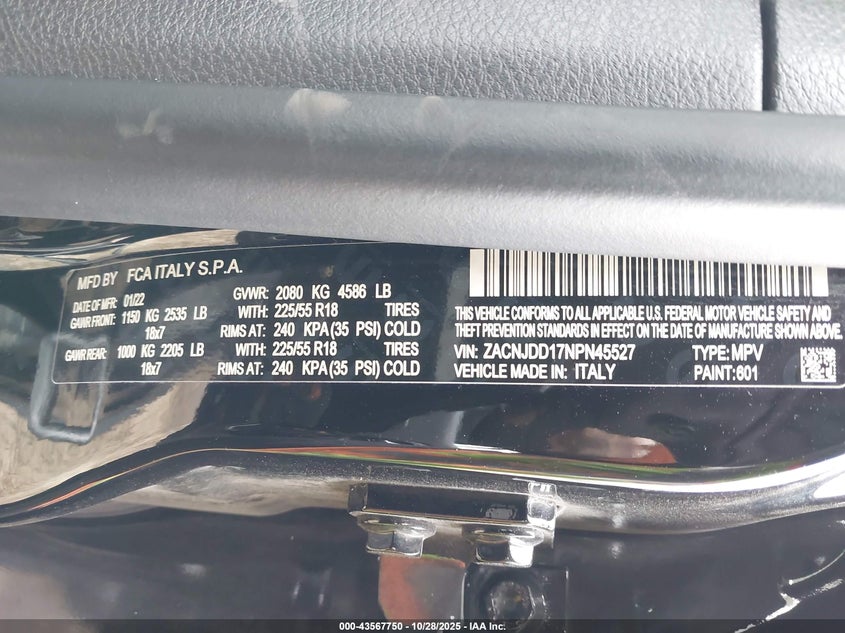 MFD BY FCA ITALY S.P.A.
DATE OF MFR: 01/22 GVWR: 2080 KG 4586 LB
GAWR FRONT: 1150 KG 2535 LB WITH: 225/55 R18 TIRES
18x7 RIMS AT: 240 KPA (35 PSI) COLD
GAWR REAR: 1000 KG 2205 LB WITH: 225/55 R18 TIRES
18x7 RIMS AT: 240 KPA (35 PSI) COLD
THIS VEHICLE CONFORMS TO ALL APPLICABLE U.S. FEDERAL MOTOR VEHICLE SAFETY AND
THEFT PREVENTION STANDARDS IN EFFECT ON THE DATE OF MANUFACTURE SHOWN ABOVE.
VIN: ZACNJDD17NPN45527 TYPE: MPV
VEHICLE MADE IN: ITALY PAINT: 601
000-43567750 - 10/28/2025 - IAA Inc.